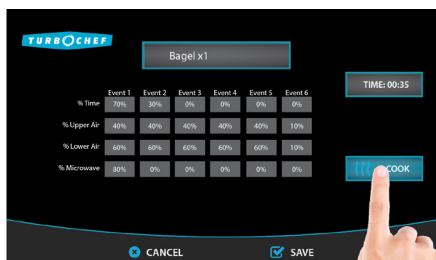 TURBOCHEF
Bagel x1
TIME: 00:35
Event 1 Event 2 Event 3 Event 4 Event 5 Event 6
% Time 70% 30% 0% 0% 0% 0%
% Upper Air 40% 40% 40% 40% 40% 10%
% Lower Air 60% 60% 60% 60% 60% 10%
% Microwave 80% 0% 0% 0% 0% 0%
COOK
CANCEL SAVE